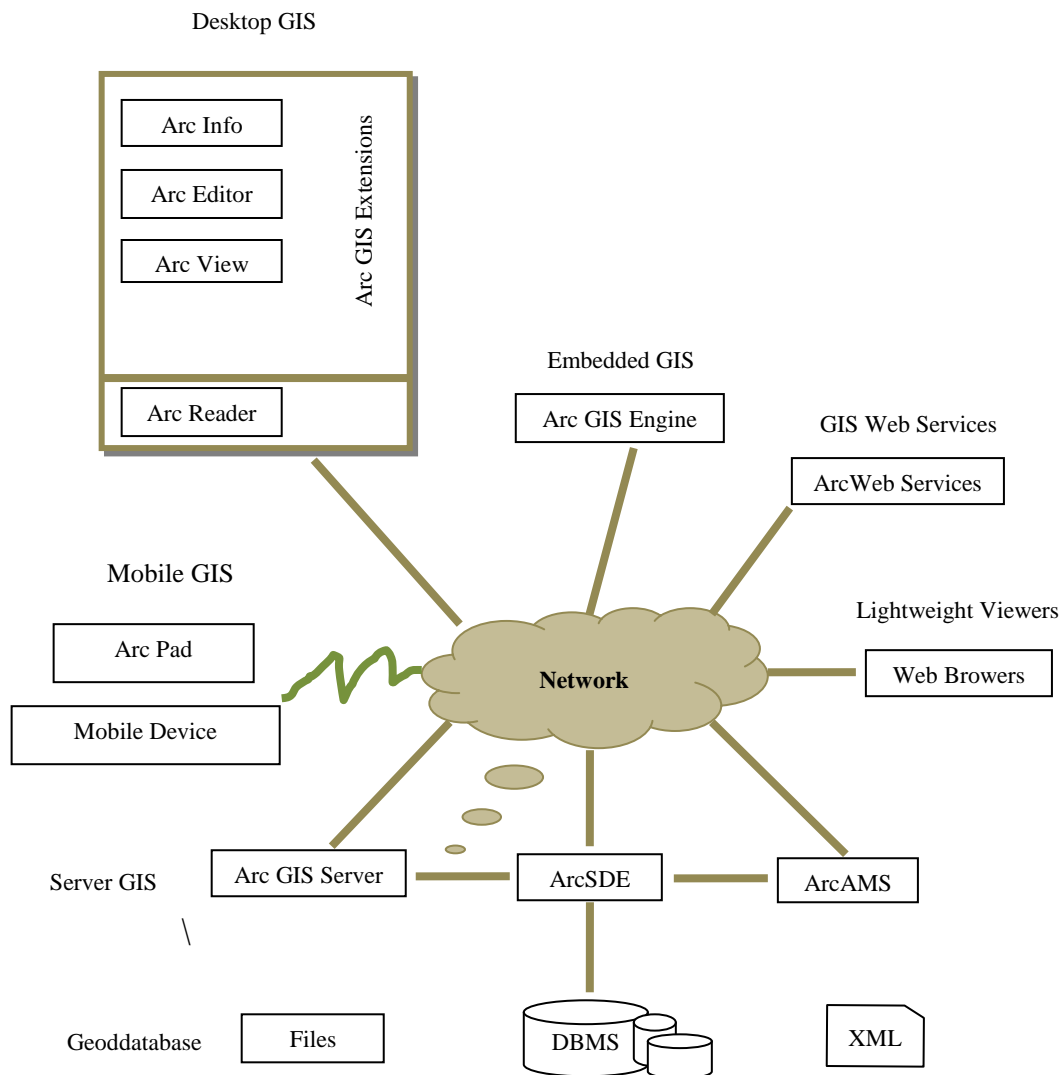 Desktop GIS
Arc Info
Arc Editor
Arc View
Arc GIS Extensions
Arc Reader
Embedded GIS
Arc GIS Engine
GIS Web Services
ArcWeb Services
Mobile GIS
Arc Pad
Mobile Device
Network
Lightweight Viewers
Web Browers
Server GIS
Arc GIS Server
ArcSDE
ArcAMS
\
Geoddatabase
Files
DBMS
XML